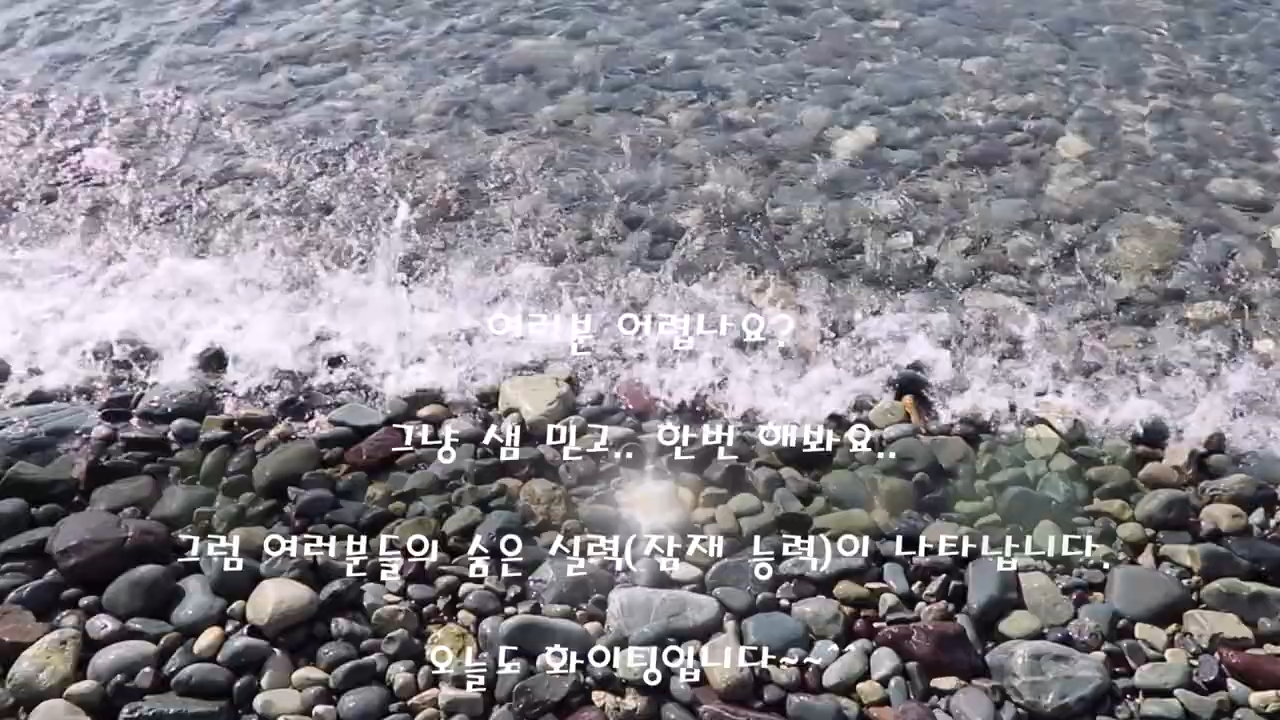 여러분 어렵나요?
그냥 샘 믿고.. 한번 해봐요..
그럼 여러분들의 숨은 실력(잠재 능력)이 나타납니다.
오늘도 화이팅입니다~~^^